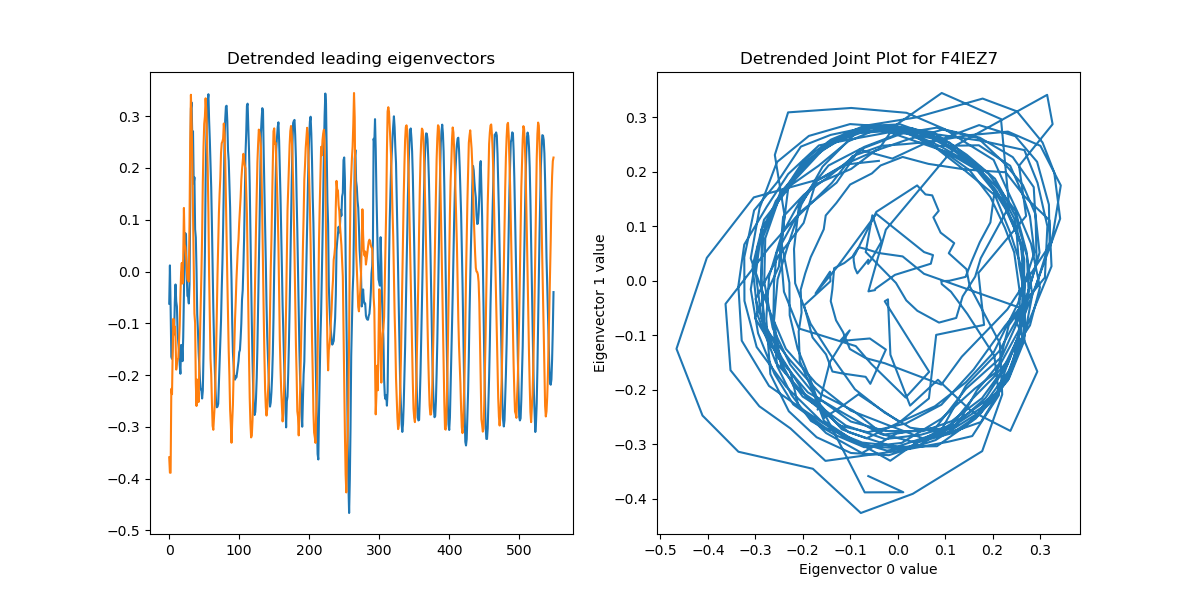 Detrended leading eigenvectors
0.3
0.2
0.1
0.0
−0.1
−0.2
−0.3
−0.4
−0.5
0 100 200 300 400 500
Detrended Joint Plot for F4IEZ7
Eigenvector 1 value
0.3
0.2
0.1
0.0
−0.1
−0.2
−0.3
−0.4
−0.5 −0.4 −0.3 −0.2 −0.1 0.0 0.1 0.2 0.3
Eigenvector 0 value